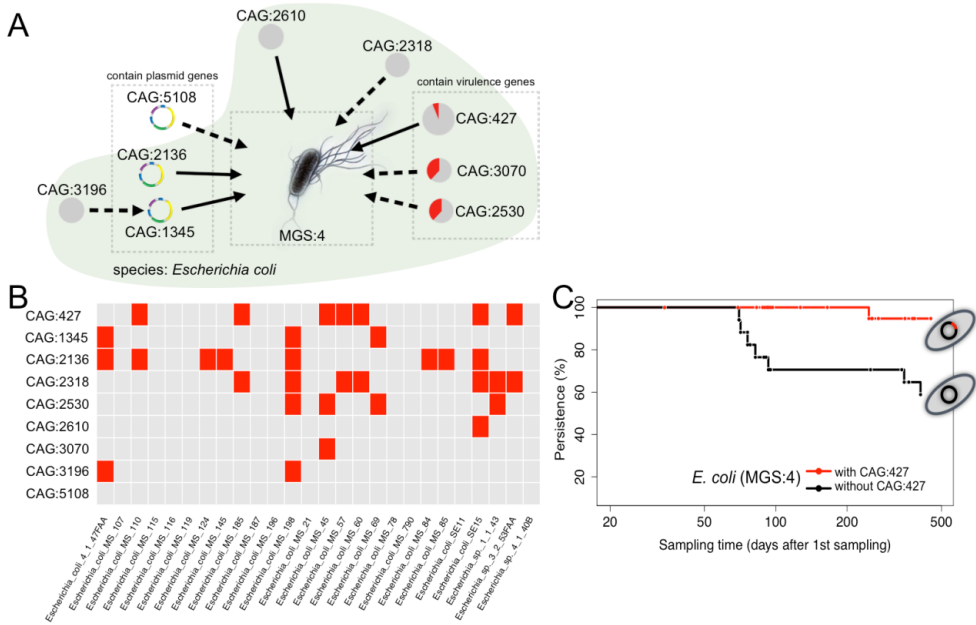 A
CAG:2610
CAG:2318
contain plasmid genes
contain virulence genes
CAG:5108
CAG:427
CAG:2136
CAG:3070
CAG:3196
CAG:2530
CAG:1345
MGS:4
species: Escherichia coli
B
CAG:427
CAG:1345
CAG:2136
CAG:2318
CAG:2530
CAG:2610
CAG:3070
CAG:3196
CAG:5108
Escherichia_coli_4_1_47FAA
Escherichia_coli_MS_107
Escherichia_coli_MS_110
Escherichia_coli_MS_115
Escherichia_coli_MS_116
Escherichia_coli_MS_119
Escherichia_coli_MS_124
Escherichia_coli_MS_145
Escherichia_coli_MS_185
Escherichia_coli_MS_187
Escherichia_coli_MS_196
Escherichia_coli_MS_198
Escherichia_coli_MS_21
Escherichia_coli_MS_45
Escherichia_coli_MS_57
Escherichia_coli_MS_60
Escherichia_coli_MS_69
Escherichia_coli_MS_78
Escherichia_coli_MS_790
Escherichia_coli_MS_84
Escherichia_coli_MS_85
Escherichia_coli_SE11
Escherichia_coli_SE15
Escherichia_sp._1_1_43
Escherichia_sp_3_2_53FAA
Escherichia_sp_4_1_40B
C
Persistence (%)
100
80
60
40
20
E. coli (MGS:4)
with CAG:427
without CAG:427
20 50 100 200 500
Sampling time (days after 1st sampling)